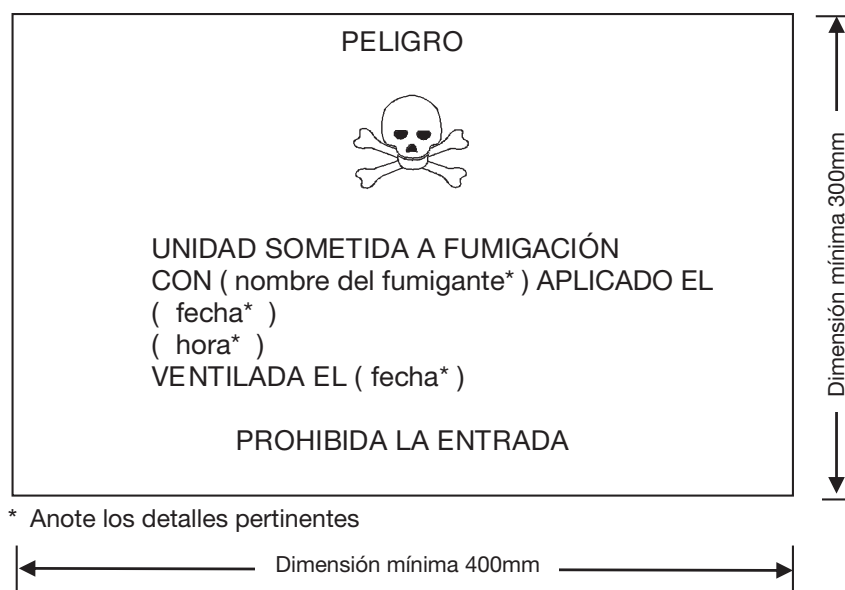 PELIGRO
UNIDAD SOMETIDA A FUMIGACIÓN
CON ( nombre del fumigante* ) APLICADO EL
( fecha* )
( hora* )
VENTILADA EL ( fecha* )
PROHIBIDA LA ENTRADA
* Anote los detalles pertinentes
Dimensión mínima 400mm
Dimensión mínima 300mm